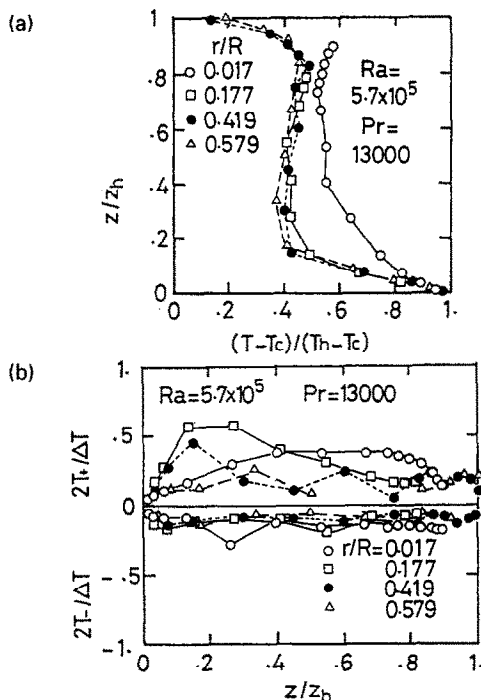 (a)
1.
.8
.6
.4
.2
0
z/zh
r/R
0.017
0.177
0.419
0.579
Ra=
5.7x10⁵
Pr=
13000
0 .2 .4 .6 .8 1.
(T-Tc)/(Th-Tc)
(b)
1.
.5
0
-.5
-1.
2T+/ΔT
2T-/ΔT
Ra=5.7x10⁵ Pr=13000
r/R=0.017
0.177
0.419
0.579
0 .2 .4 .6 .8 1.
z/zh